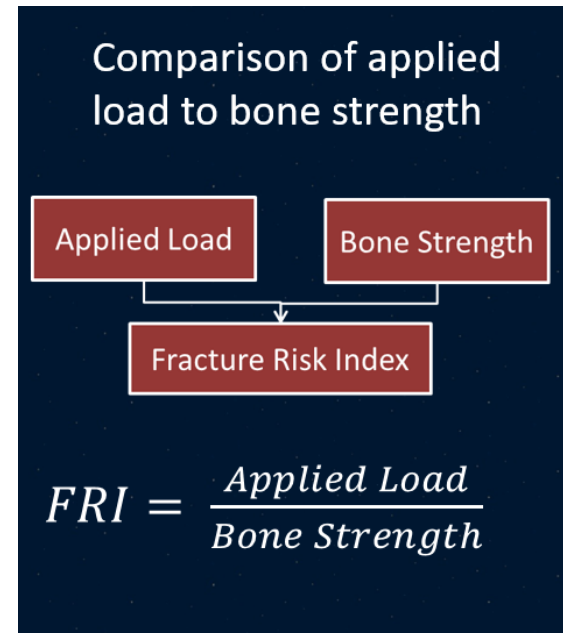 Comparison of applied
load to bone strength
Applied Load
Bone Strength
Fracture Risk Index
FRI = Applied Load
Bone Strength